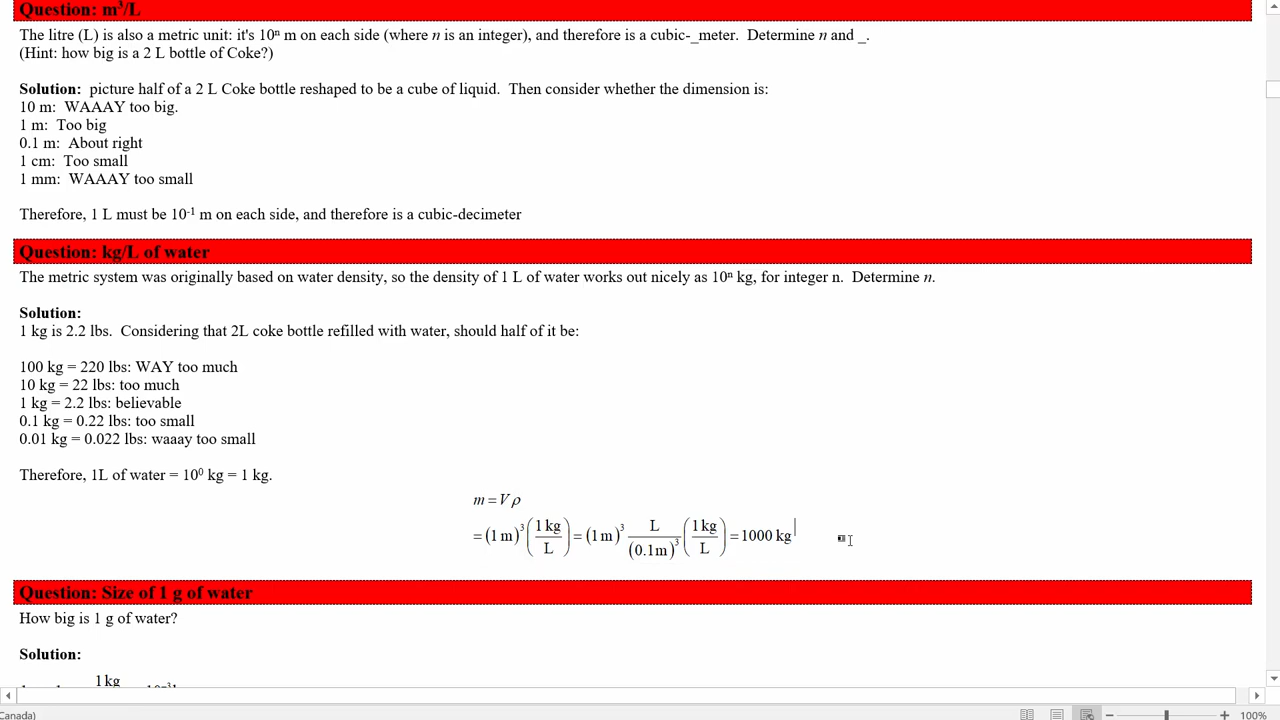 Question: m³/L
The litre (L) is also a metric unit: it's 10ⁿ m on each side (where n is an integer), and therefore is a cubic-_meter. Determine n and _.
(Hint: how big is a 2 L bottle of Coke?)
Solution: picture half of a 2 L Coke bottle reshaped to be a cube of liquid. Then consider whether the dimension is:
10 m: WAAAY too big.
1 m: Too big
0.1 m: About right
1 cm: Too small
1 mm: WAAAY too small
Therefore, 1 L must be 10⁻¹ m on each side, and therefore is a cubic-decimeter
Question: kg/L of water
The metric system was originally based on water density, so the density of 1 L of water works out nicely as 10ⁿ kg, for integer n. Determine n.
Solution:
1 kg is 2.2 lbs. Considering that 2L coke bottle refilled with water, should half of it be:
100 kg = 220 lbs: WAY too much
10 kg = 22 lbs: too much
1 kg = 2.2 lbs: believable
0.1 kg = 0.22 lbs: too small
0.01 kg = 0.022 lbs: waaay too small
Therefore, 1L of water = 10⁰ kg = 1 kg.
m = Vρ
= (1 m)³ (1 kg / L) = (1 m)³ L / (0.1m)³ (1 kg / L) = 1000 kg
Question: Size of 1 g of water
How big is 1 g of water?
Solution:
1 kg
Canada)
100%